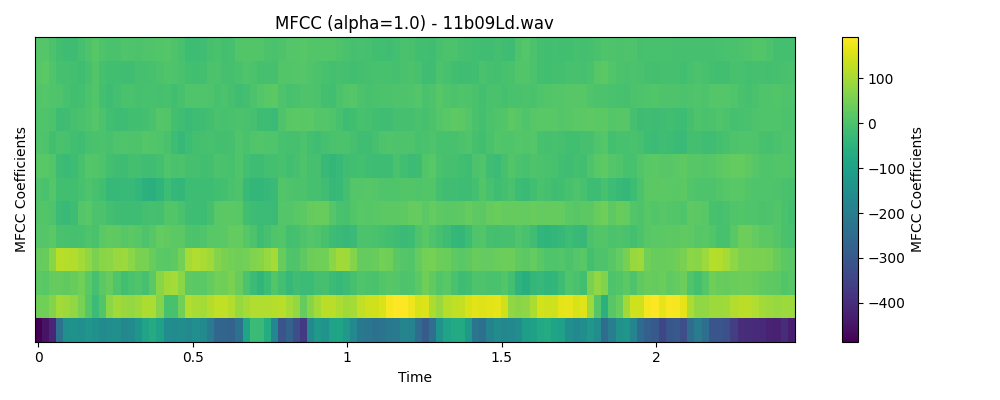 MFCC (alpha=1.0) - 11b09Ld.wav
MFCC Coefficients
0
0.5
1
1.5
2
Time
100
0
−100
−200
−300
−400
MFCC Coefficients